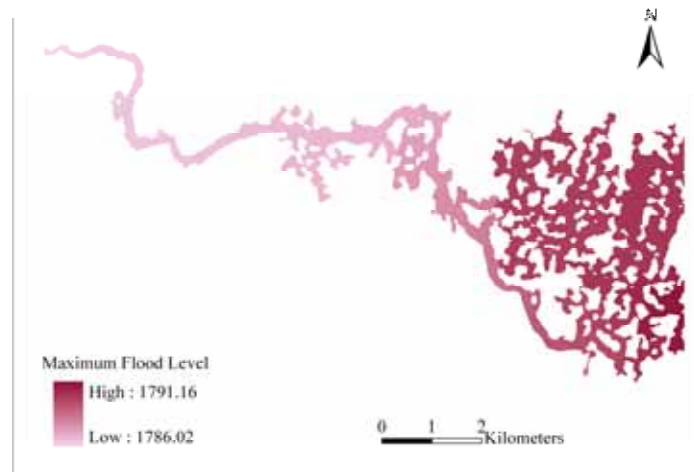 N
Maximum Flood Level
High : 1791.16
Low : 1786.02
0 1 2
Kilometers